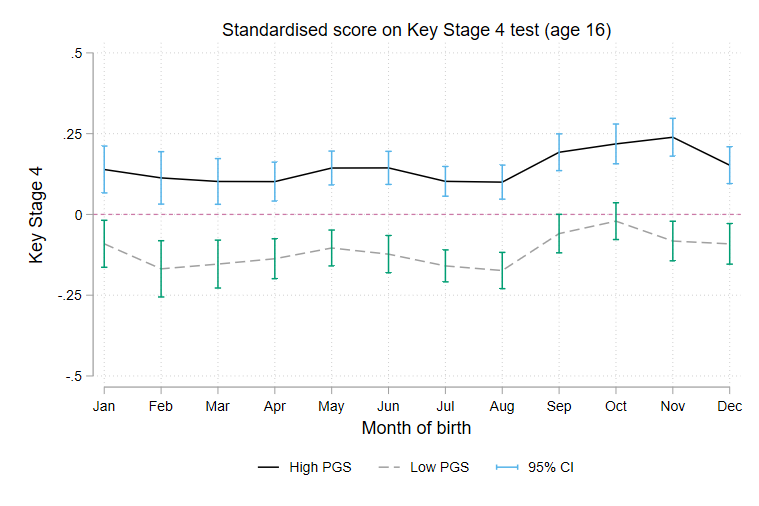 Standardised score on Key Stage 4 test (age 16)
.5
.25
0
-.25
-.5
Key Stage 4
Jan Feb Mar Apr May Jun Jul Aug Sep Oct Nov Dec
Month of birth
High PGS Low PGS 95% CI